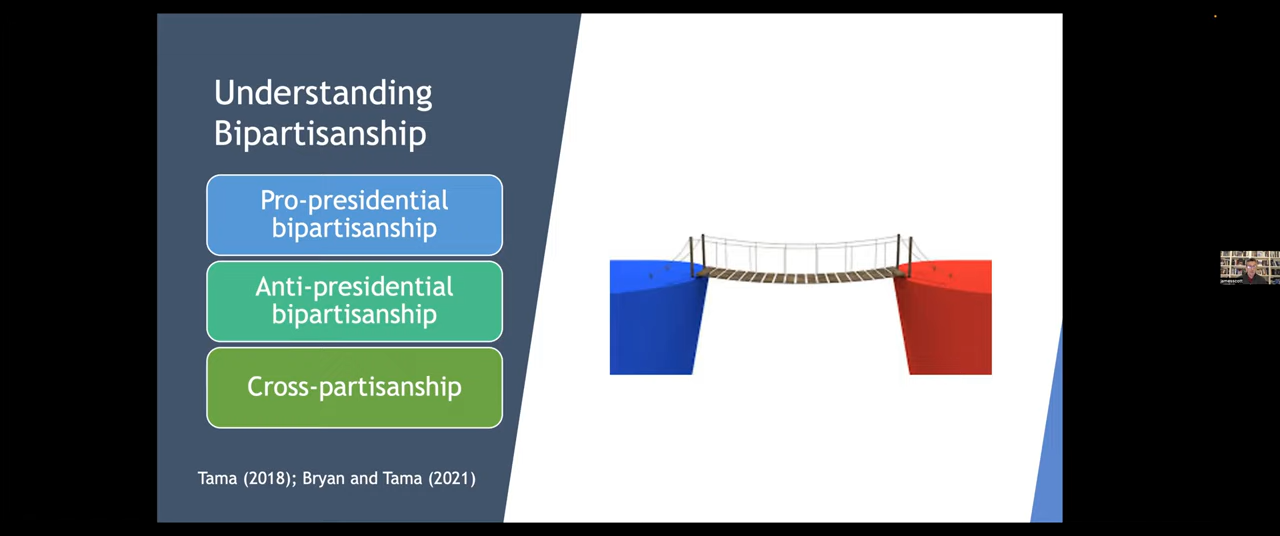 Understanding
Bipartisanship
Pro-presidential
bipartisanship
Anti-presidential
bipartisanship
Cross-partisanship
Tama (2018); Bryan and Tama (2021)